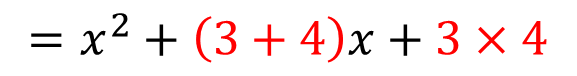 = x² + (3 + 4)x + 3 × 4